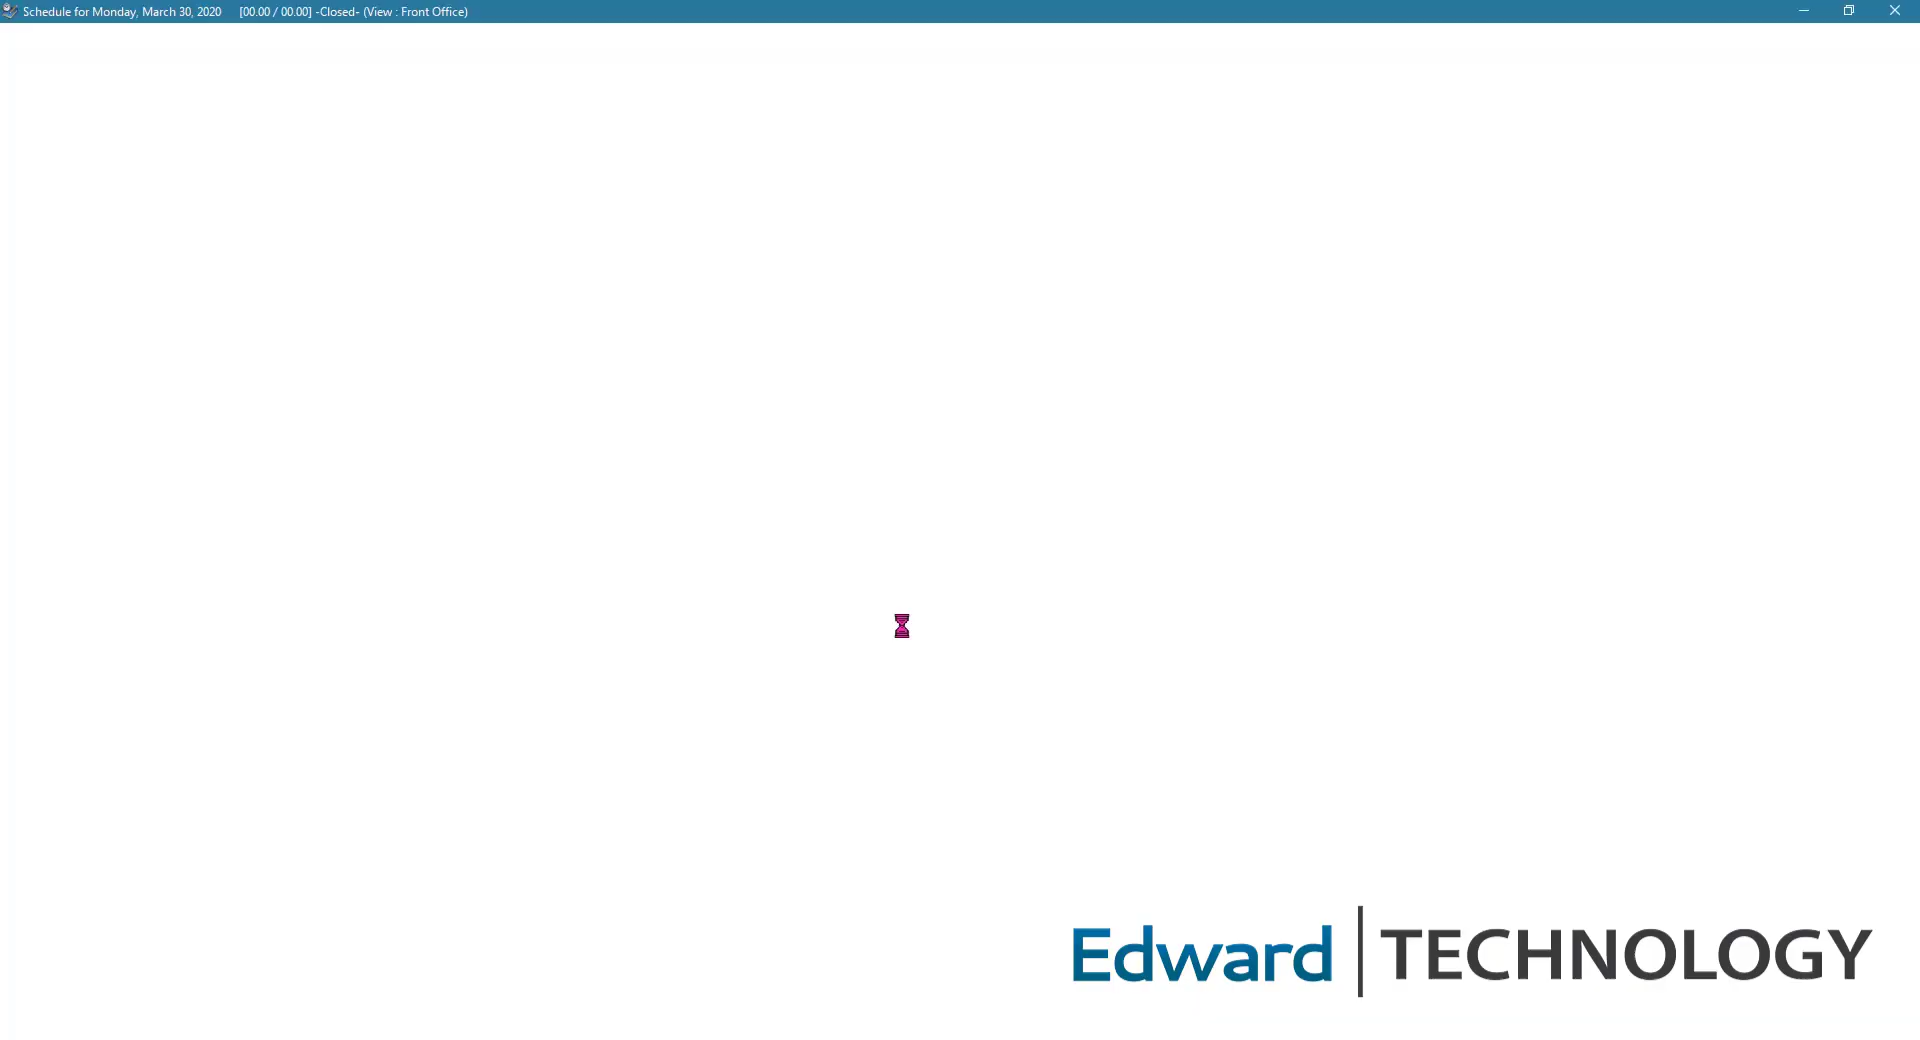 Schedule for Monday, March 30, 2020 [00.00 / 00.00] -Closed- (View : Front Office)
Edward | TECHNOLOGY